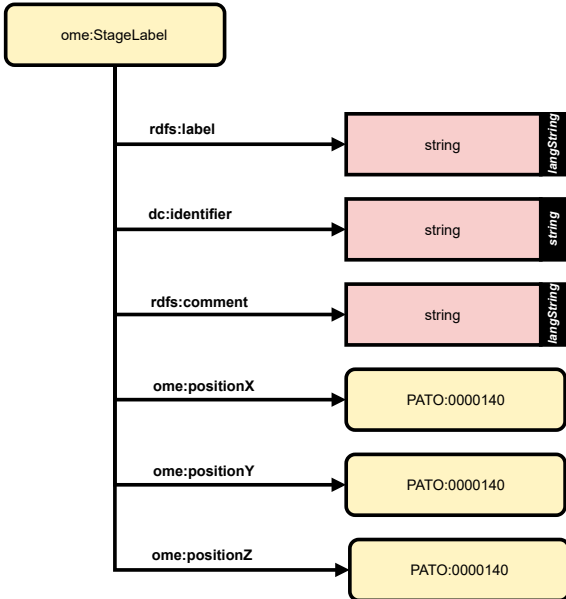 ome:StageLabel
rdfs:label
string
langString
dc:identifier
string
string
rdfs:comment
string
langString
ome:positionX
PATO:0000140
ome:positionY
PATO:0000140
ome:positionZ
PATO:0000140